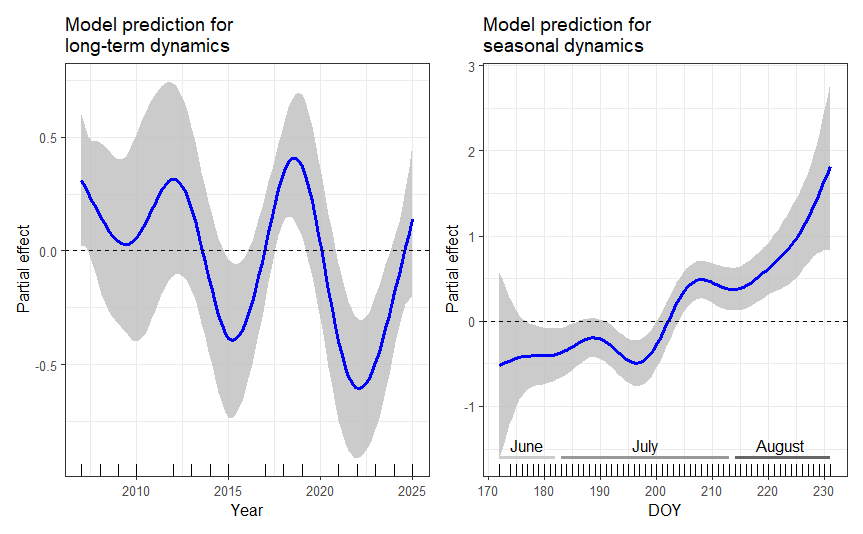 Model prediction for
long-term dynamics
Partial effect
0.5
0.0
-0.5
2010
2015
2020
2025
Year
Model prediction for
seasonal dynamics
Partial effect
3
2
1
0
-1
June
July
August
170
180
190
200
210
220
230
DOY